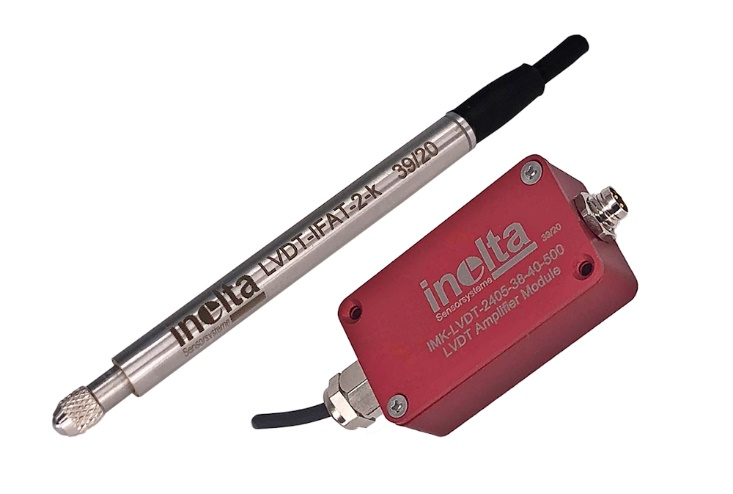 inelta
Sensorsysteme
LVDT-IFAT-2-K 39/20
inelta
Sensorsysteme 39/20
IMK-LVDT-2405-38-40-500
LVDT Amplifier Module